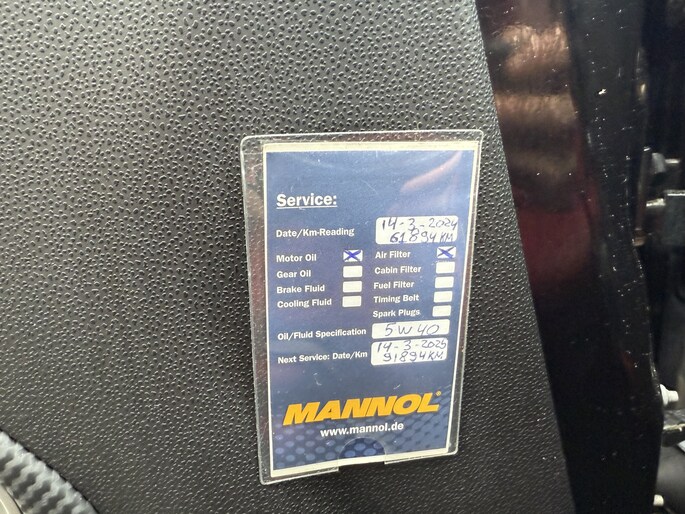 Service:
Date/Km-Reading 14-3-2024
61894KM
Motor Oil Air Filter
Gear Oil Cabin Filter
Brake Fluid Fuel Filter
Cooling Fluid Timing Belt
Spark Plugs
Oil/Fluid Specification 5W40
Next Service: Date/Km 14-3-2025
91894KM
MANNOL®
www.mannol.de